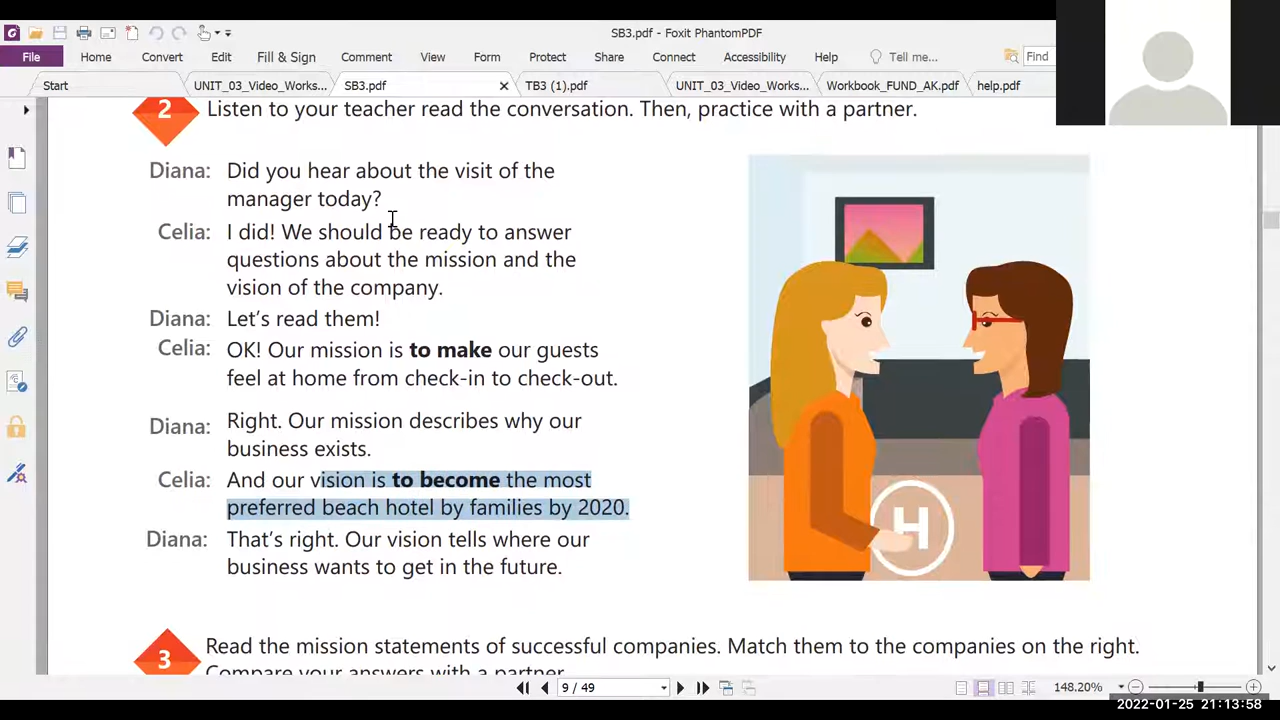 SB3.pdf - Foxit PhantomPDF
File Home Convert Edit Fill & Sign Comment View Form Protect Share Connect Accessibility Help Tell me... Find
Start UNIT_03_Video_Works... SB3.pdf TB3 (1).pdf UNIT_03_Video_Works... Workbook_FUND_AK.pdf help.pdf
2 Listen to your teacher read the conversation. Then, practice with a partner.
Diana: Did you hear about the visit of the
manager today?
Celia: I did! We should be ready to answer
questions about the mission and the
vision of the company.
Diana: Let's read them!
Celia: OK! Our mission is to make our guests
feel at home from check-in to check-out.
Diana: Right. Our mission describes why our
business exists.
Celia: And our vision is to become the most
preferred beach hotel by families by 2020.
Diana: That's right. Our vision tells where our
business wants to get in the future.
H
3 Read the mission statements of successful companies. Match them to the companies on the right.
Compare your answers with a partner.
9 / 49
148.20%
2022-01-25 21:13:58